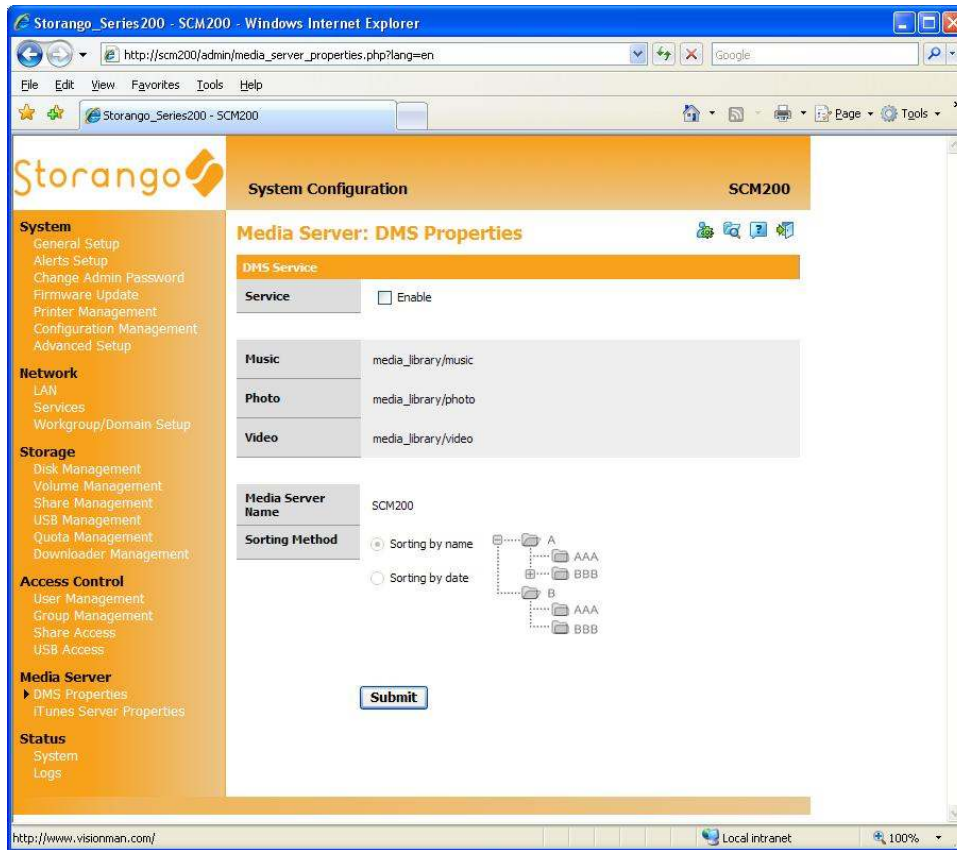 Storango_Series200 - SCM200 - Windows Internet Explorer
http://scm200/admin/media_server_properties.php?lang=en
Google
File Edit View Favorites Tools Help
Storango_Series200 - SCM200
Page
Tools
Storango
System Configuration
SCM200
System
General Setup
Alerts Setup
Change Admin Password
Firmware Update
Printer Management
Configuration Management
Advanced Setup
Network
LAN
Services
Workgroup/Domain Setup
Storage
Disk Management
Volume Management
Share Management
USB Management
Quota Management
Downloader Management
Access Control
User Management
Group Management
Share Access
USB Access
Media Server
DMS Properties
iTunes Server Properties
Status
System
Logs
Media Server: DMS Properties
DMS Service
Service Enable
Music media_library/music
Photo media_library/photo
Video media_library/video
Media Server Name SCM200
Sorting Method
Sorting by name
Sorting by date
A
AAA
BBB
B
AAA
BBB
Submit
http://www.visionman.com/
Local intranet
100%